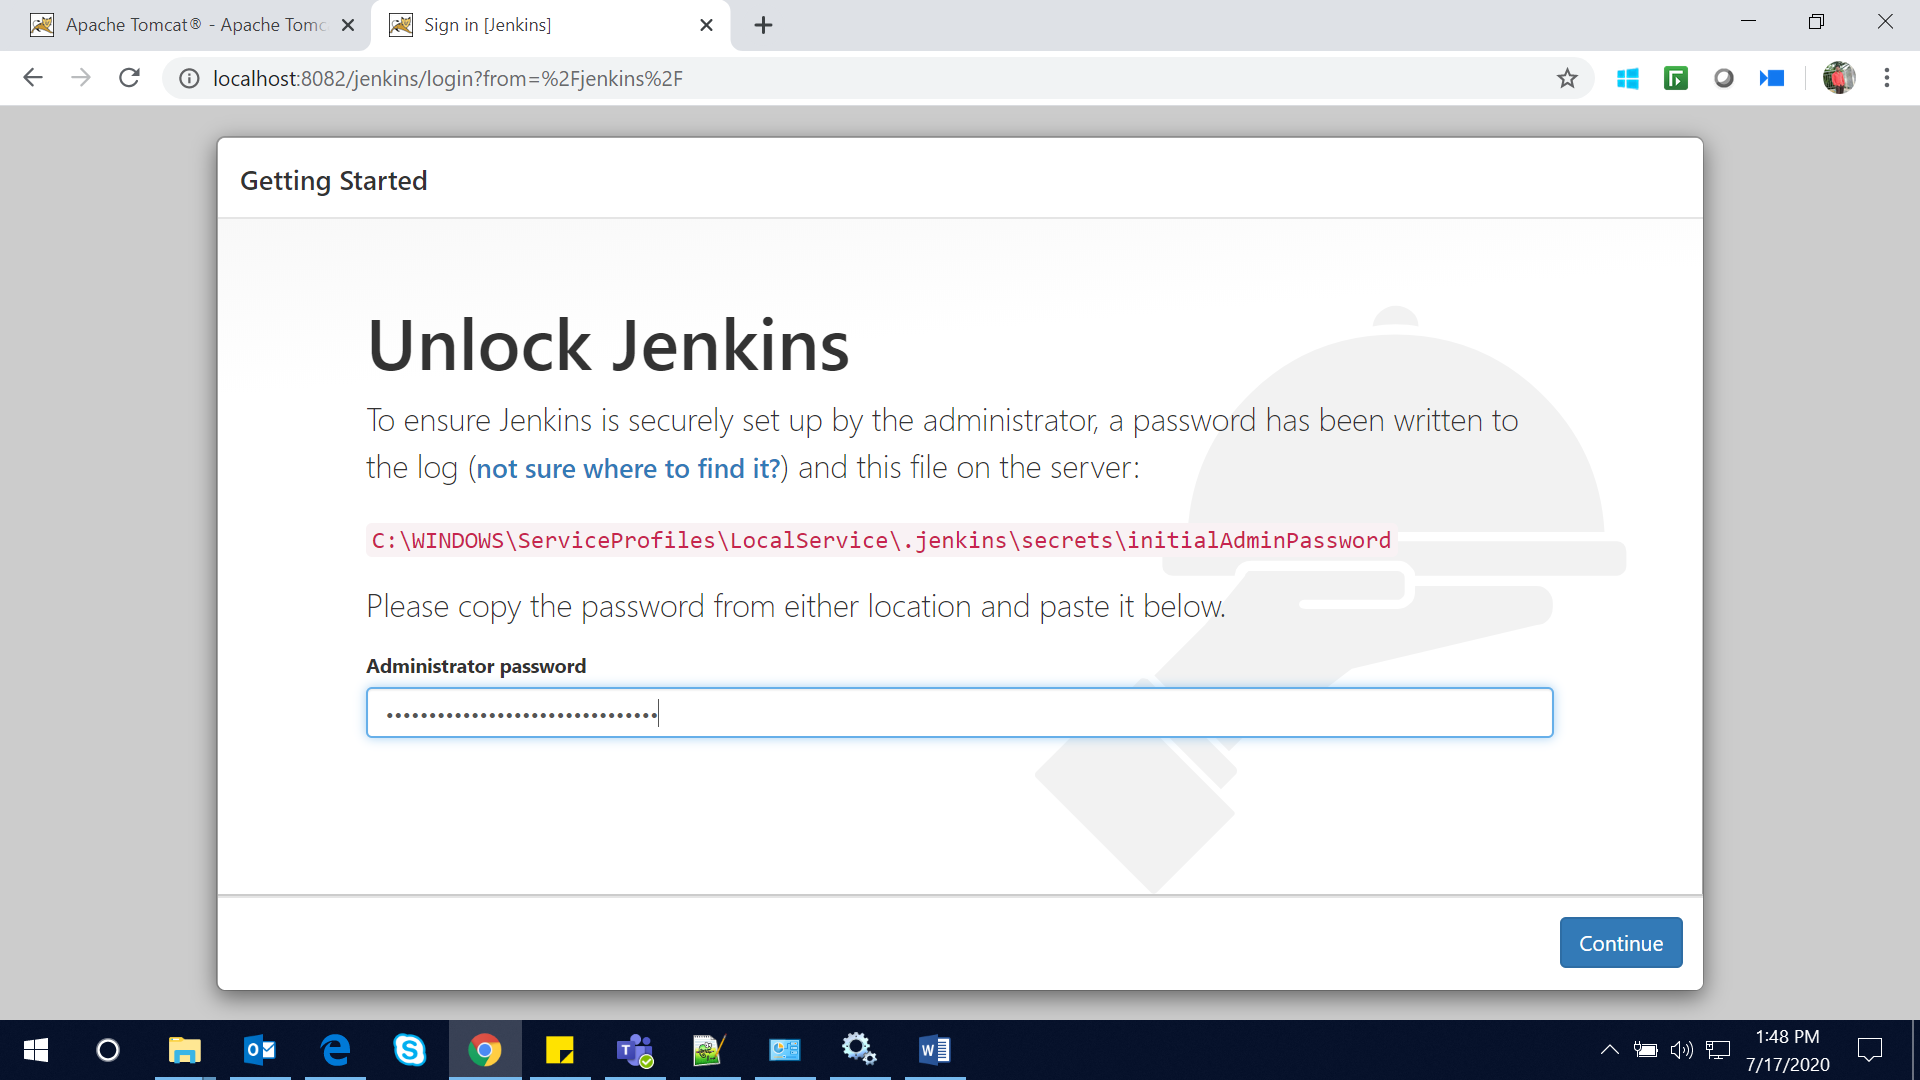 Apache Tomcat® - Apache Tomc
Sign in [Jenkins]
localhost:8082/jenkins/login?from=%2Fjenkins%2F
Getting Started
Unlock Jenkins
To ensure Jenkins is securely set up by the administrator, a password has been written to
the log (not sure where to find it?) and this file on the server:
C:\WINDOWS\ServiceProfiles\LocalService\.jenkins\secrets\initialAdminPassword
Please copy the password from either location and paste it below.
Administrator password
Continue
1:48 PM
7/17/2020